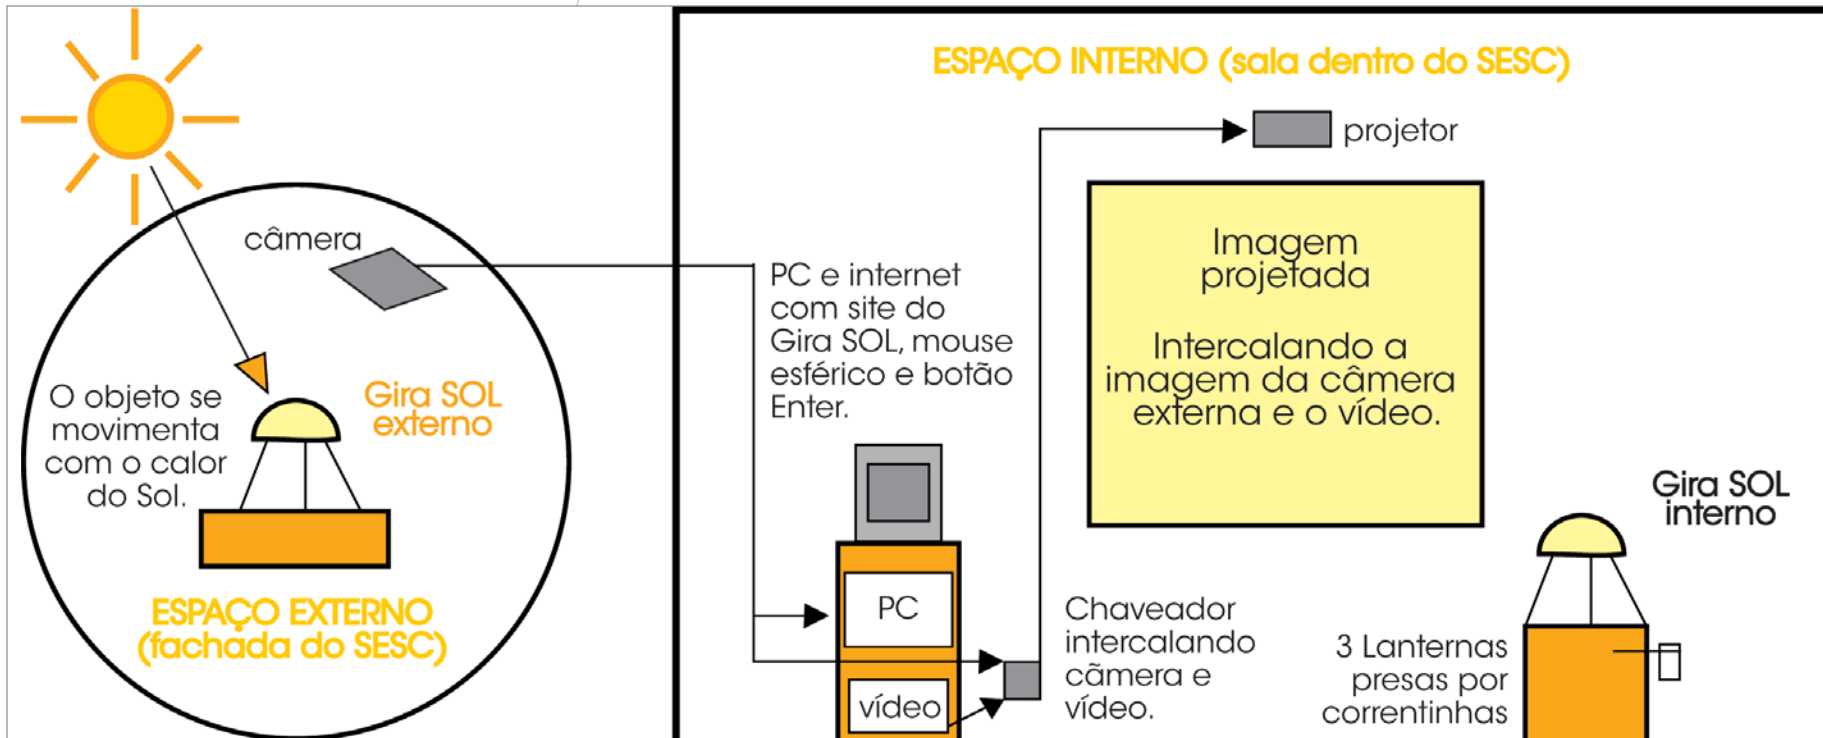 ESPAÇO INTERNO (sala dentro do SESC)
projetor
câmera
Imagem
projetada
Intercalando a
imagem da câmera
externa e o vídeo.
PC e internet
com site do
Gira SOL, mouse
esférico e botão
Enter.
O objeto se
movimenta
com o calor
do Sol.
Gira SOL
externo
ESPAÇO EXTERNO
(fachada do SESC)
PC
vídeo
Chaveador
intercalando
cãmera e
vídeo.
Gira SOL
interno
3 Lanternas
presas por
correntinhas